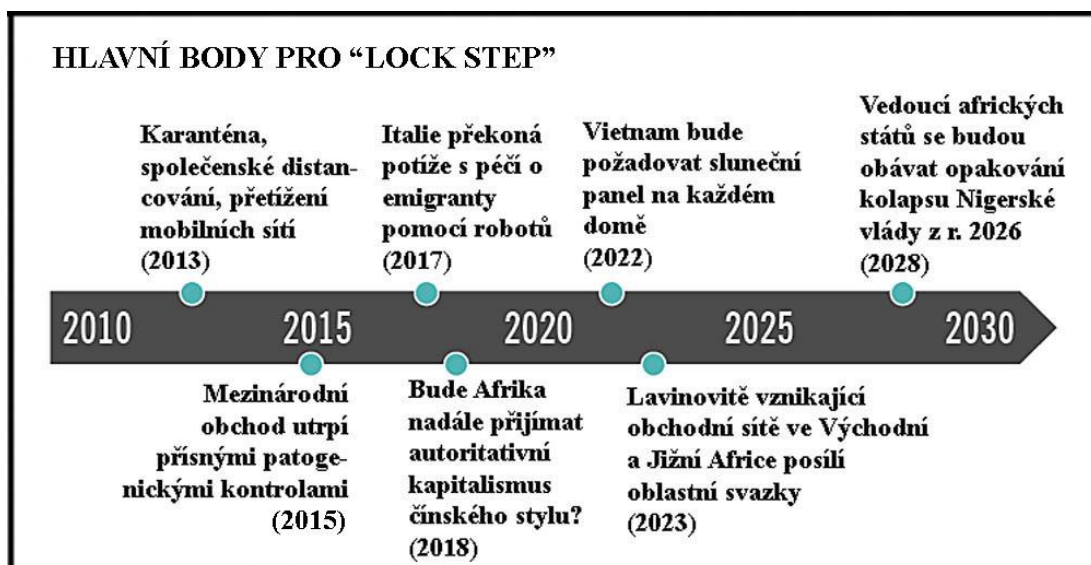 HLAVNÍ BODY PRO “LOCK STEP”
Karanténa,
společenské distan-
cování, přetížení
mobilních sítí
(2013)
Italie překoná
potíže s péčí o
emigranty
pomocí robotů
(2017)
Vietnam bude
požadovat sluneční
panel na každém
domě
(2022)
Vedoucí afrických
států se budou
obávat opakování
kolapsu Nigerské
vlády z r. 2026
(2028)
2010 2015 2020 2025 2030
Mezinárodní
obchod utrpí
přísnými patoge-
nickými kontrolami
(2015)
Bude Afrika
nadále přijímat
autoritativní
kapitalismus
čínského stylu?
(2018)
Lavinovitě vznikající
obchodní sítě ve Východní
a Jižní Africe posílí
oblastní svazky
(2023)